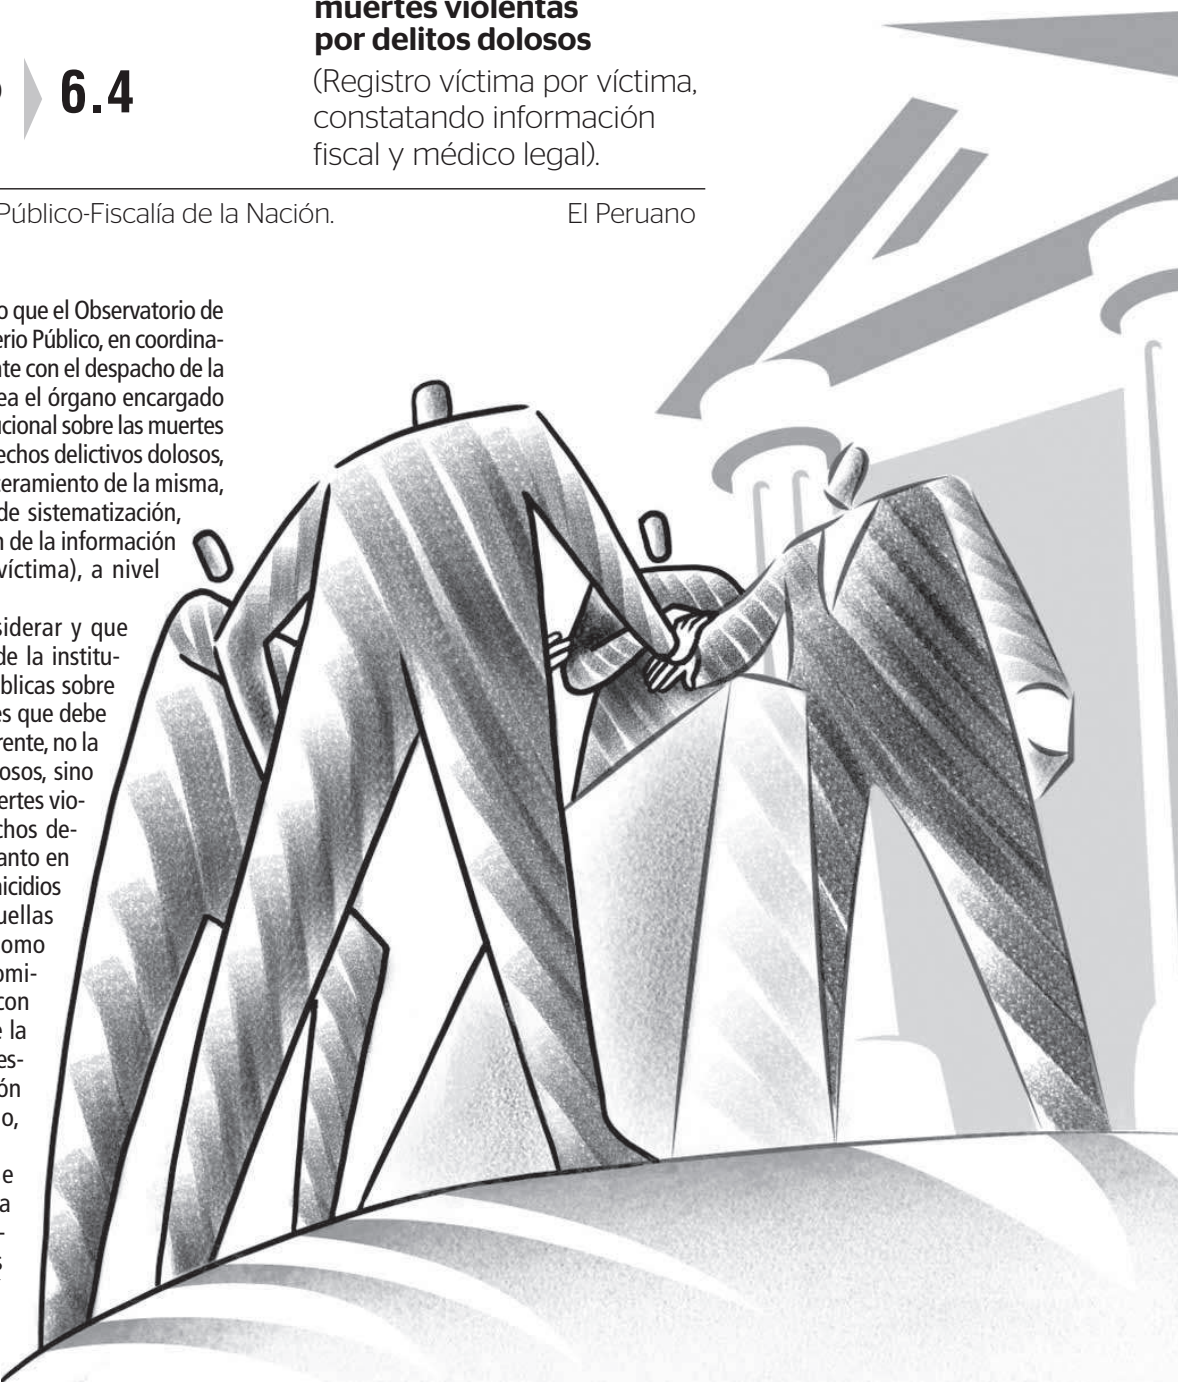 muertes violentas
por delitos dolosos
6.4
(Registro víctima por víctima,
constatando información
fiscal y médico legal).
Público-Fiscalía de la Nación.
El Peruano
o que el Observatorio de
erio Público, en coordina-
nte con el despacho de la
ea el órgano encargado
ucional sobre las muertes
echos delictivos dolosos,
teramiento de la misma,
de sistematización,
n de la información
víctima), a nivel
siderar y que
de la institu-
blicas sobre
es que debe
rente, no la
osos, sino
ertes vio-
chos de-
anto en
nicidios
uellas
omo
omi-
con
e la
es-
ón
o,
e
a
-
s